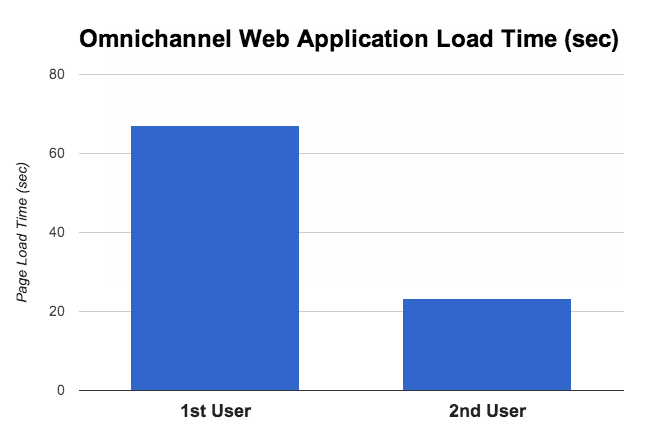 Omnichannel Web Application Load Time (sec)
80
60
40
20
0
Page Load Time (sec)
1st User
2nd User